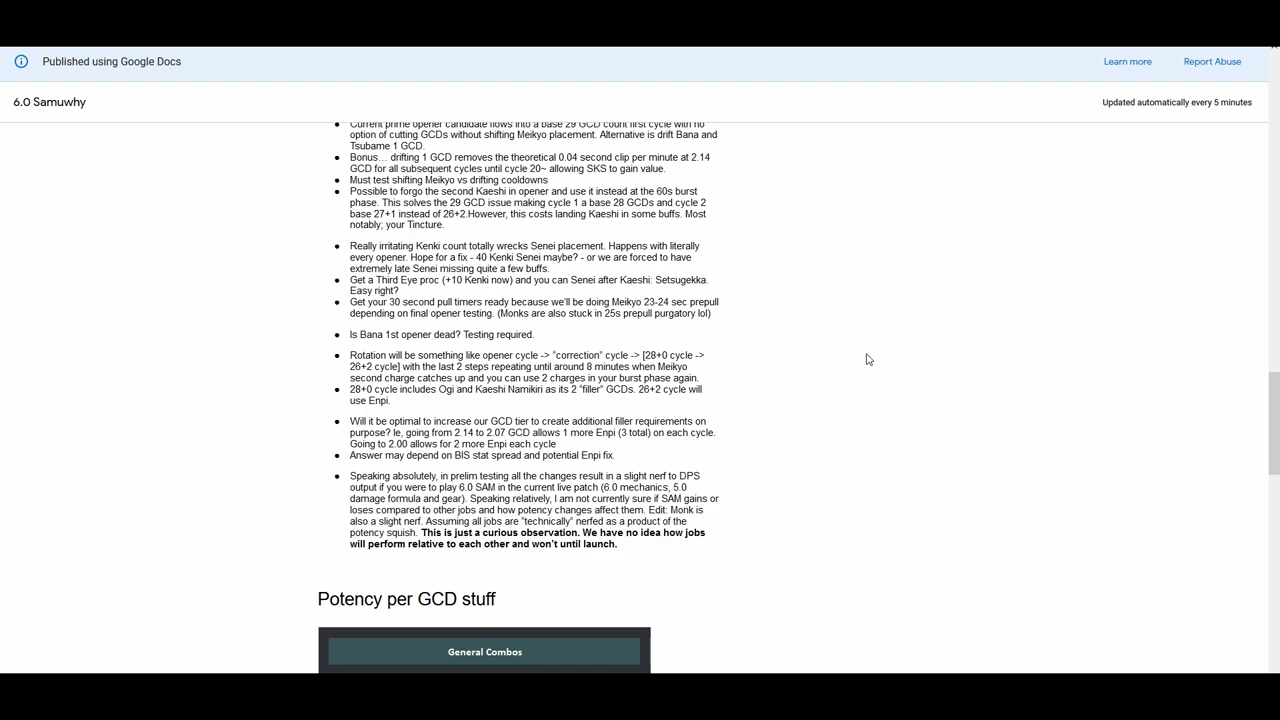 Published using Google Docs
Learn more
Report Abuse
6.0 Samuwhy
Updated automatically every 5 minutes
Current prime opener candidate flows into a base 29 GCD count first cycle with no
option of cutting GCDs without shifting Meikyo placement. Alternative is drift Bana and
Tsubame 1 GCD.
Bonus… drifting 1 GCD removes the theoretical 0.04 second clip per minute at 2.14
GCD for all subsequent cycles until cycle 20~ allowing SKS to gain value.
Must test shifting Meikyo vs drifting cooldowns
Possible to forgo the second Kaeshi in opener and use it instead at the 60s burst
phase. This solves the 29 GCD issue making cycle 1 a base 28 GCDs and cycle 2
base 27+1 instead of 26+2.However, this costs landing Kaeshi in some buffs. Most
notably; your Tincture.
Really irritating Kenki count totally wrecks Senei placement. Happens with literally
every opener. Hope for a fix - 40 Kenki Senei maybe? - or we are forced to have
extremely late Senei missing quite a few buffs.
Get a Third Eye proc (+10 Kenki now) and you can Senei after Kaeshi: Setsugekka.
Easy right?
Get your 30 second pull timers ready because we'll be doing Meikyo 23-24 sec prepull
depending on final opener testing. (Monks are also stuck in 25s prepull purgatory lol)
Is Bana 1st opener dead? Testing required.
Rotation will be something like opener cycle -> "correction" cycle -> [28+0 cycle ->
26+2 cycle] with the last 2 steps repeating until around 8 minutes when Meikyo
second charge catches up and you can use 2 charges in your burst phase again.
28+0 cycle includes Ogi and Kaeshi Namikiri as its 2 "filler" GCDs. 26+2 cycle will
use Enpi.
Will it be optimal to increase our GCD tier to create additional filler requirements on
purpose? Ie, going from 2.14 to 2.07 GCD allows 1 more Enpi (3 total) on each cycle.
Going to 2.00 allows for 2 more Enpi each cycle
Answer may depend on BIS stat spread and potential Enpi fix.
Speaking absolutely, in prelim testing all the changes result in a slight nerf to DPS
output if you were to play 6.0 SAM in the current live patch (6.0 mechanics, 5.0
damage formula and gear). Speaking relatively, I am not currently sure if SAM gains or
loses compared to other jobs and how potency changes affect them. Edit: Monk is
also a slight nerf. Assuming all jobs are "technically" nerfed as a product of the
potency squish. This is just a curious observation. We have no idea how jobs
will perform relative to each other and won't until launch.
Potency per GCD stuff
General Combos